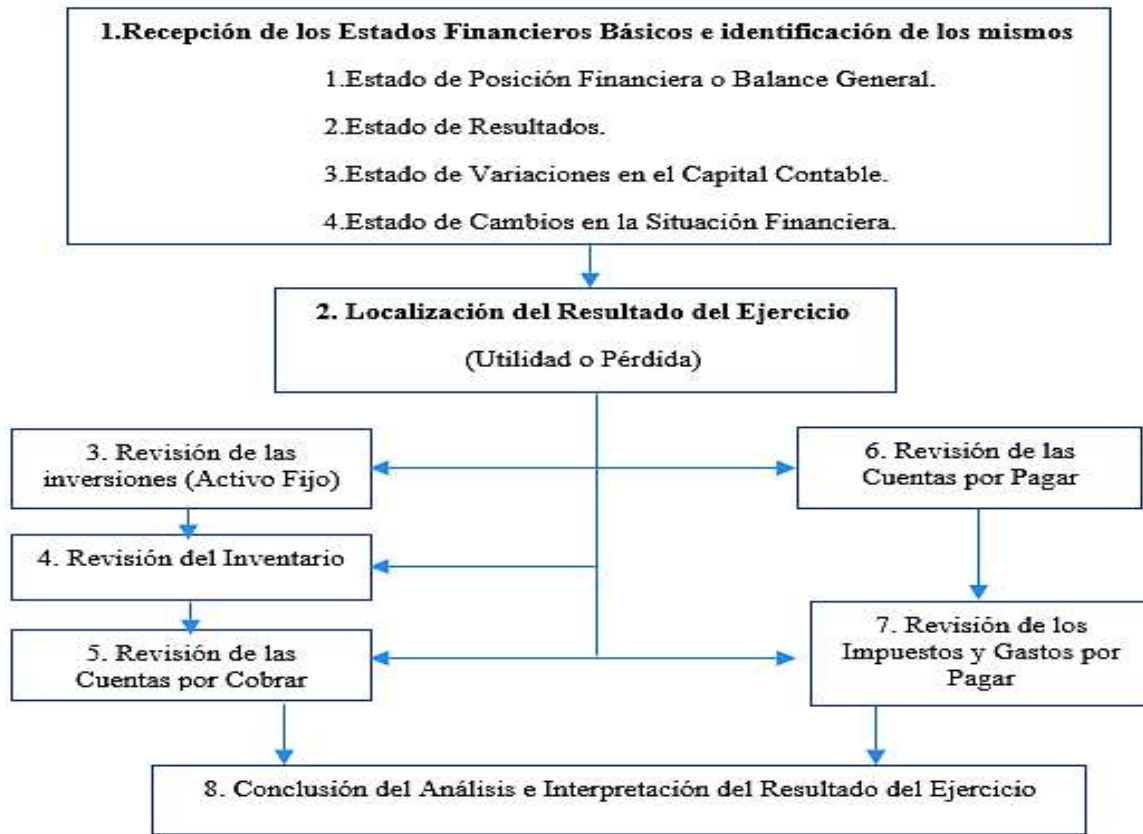 1.Recepción de los Estados Financieros Básicos e identificación de los mismos
1.Estado de Posición Financiera o Balance General.
2.Estado de Resultados.
3.Estado de Variaciones en el Capital Contable.
4.Estado de Cambios en la Situación Financiera.
2. Localización del Resultado del Ejercicio
(Utilidad o Pérdida)
3. Revisión de las
inversiones (Activo Fijo)
4. Revisión del Inventario
5. Revisión de las
Cuentas por Cobrar
6. Revisión de las
Cuentas por Pagar
7. Revisión de los
Impuestos y Gastos por
Pagar
8. Conclusión del Análisis e Interpretación del Resultado del Ejercicio